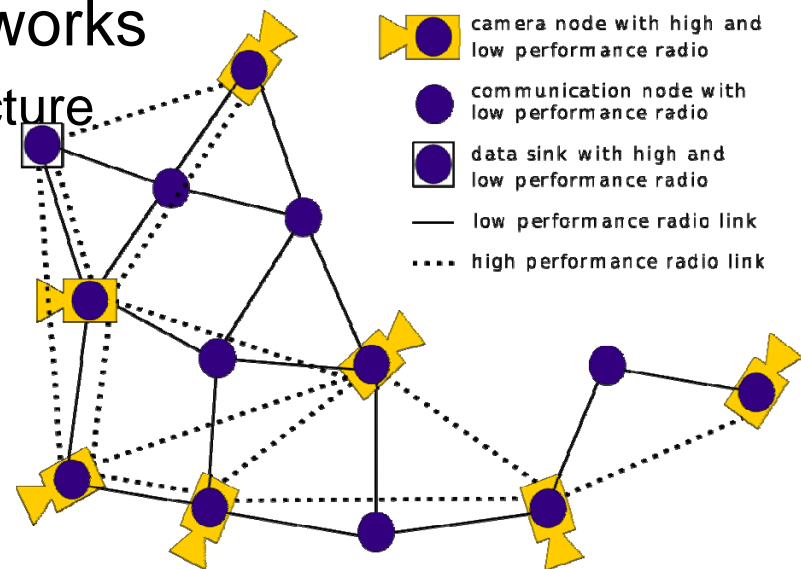 works
cture
camera node with high and
low performance radio
communication node with
low performance radio
data sink with high and
low performance radio
low performance radio link
high performance radio link